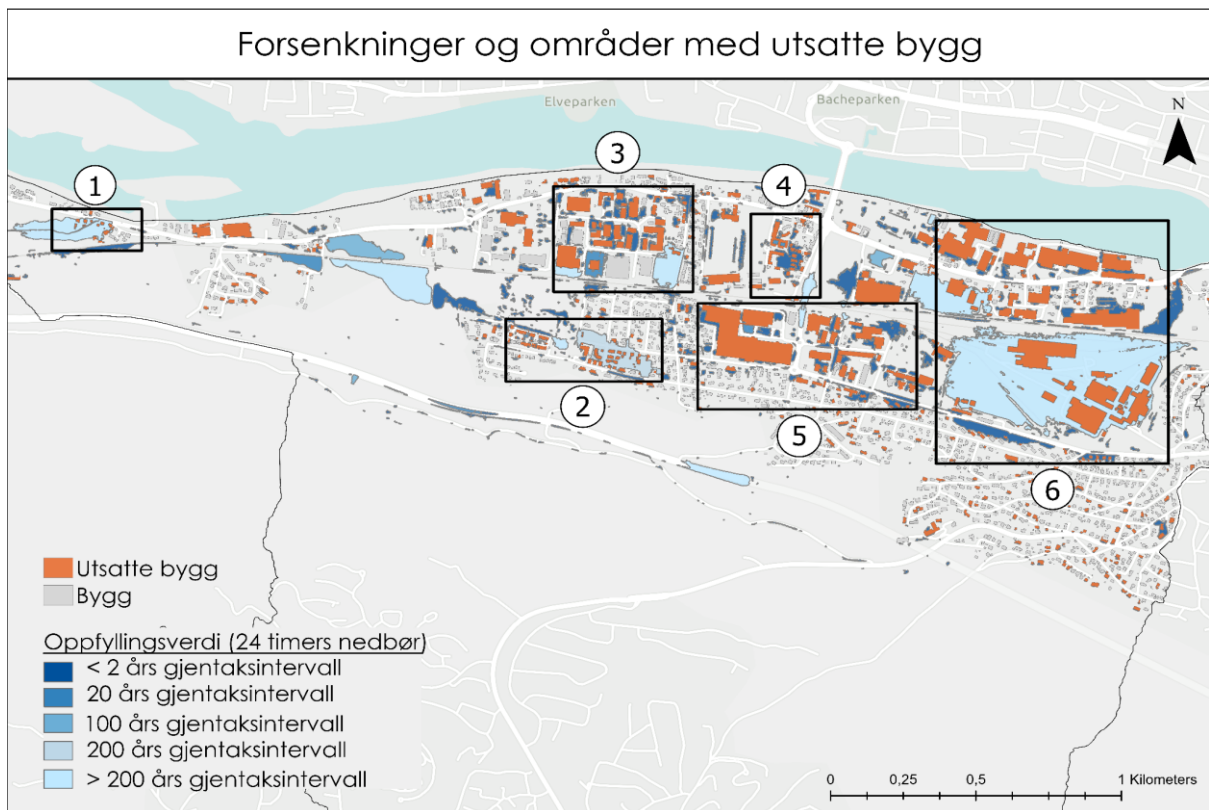 Forsenkninger og områder med utsatte bygg
Elveparken
Bacheparken
N
1
3
4
2
5
6
Utsatte bygg
Bygg
Oppfyllingsverdi (24 timers nedbør)
< 2 års gjentaksintervall
20 års gjentaksintervall
100 års gjentaksintervall
200 års gjentaksintervall
> 200 års gjentaksintervall
0 0,25 0,5 1 Kilometers